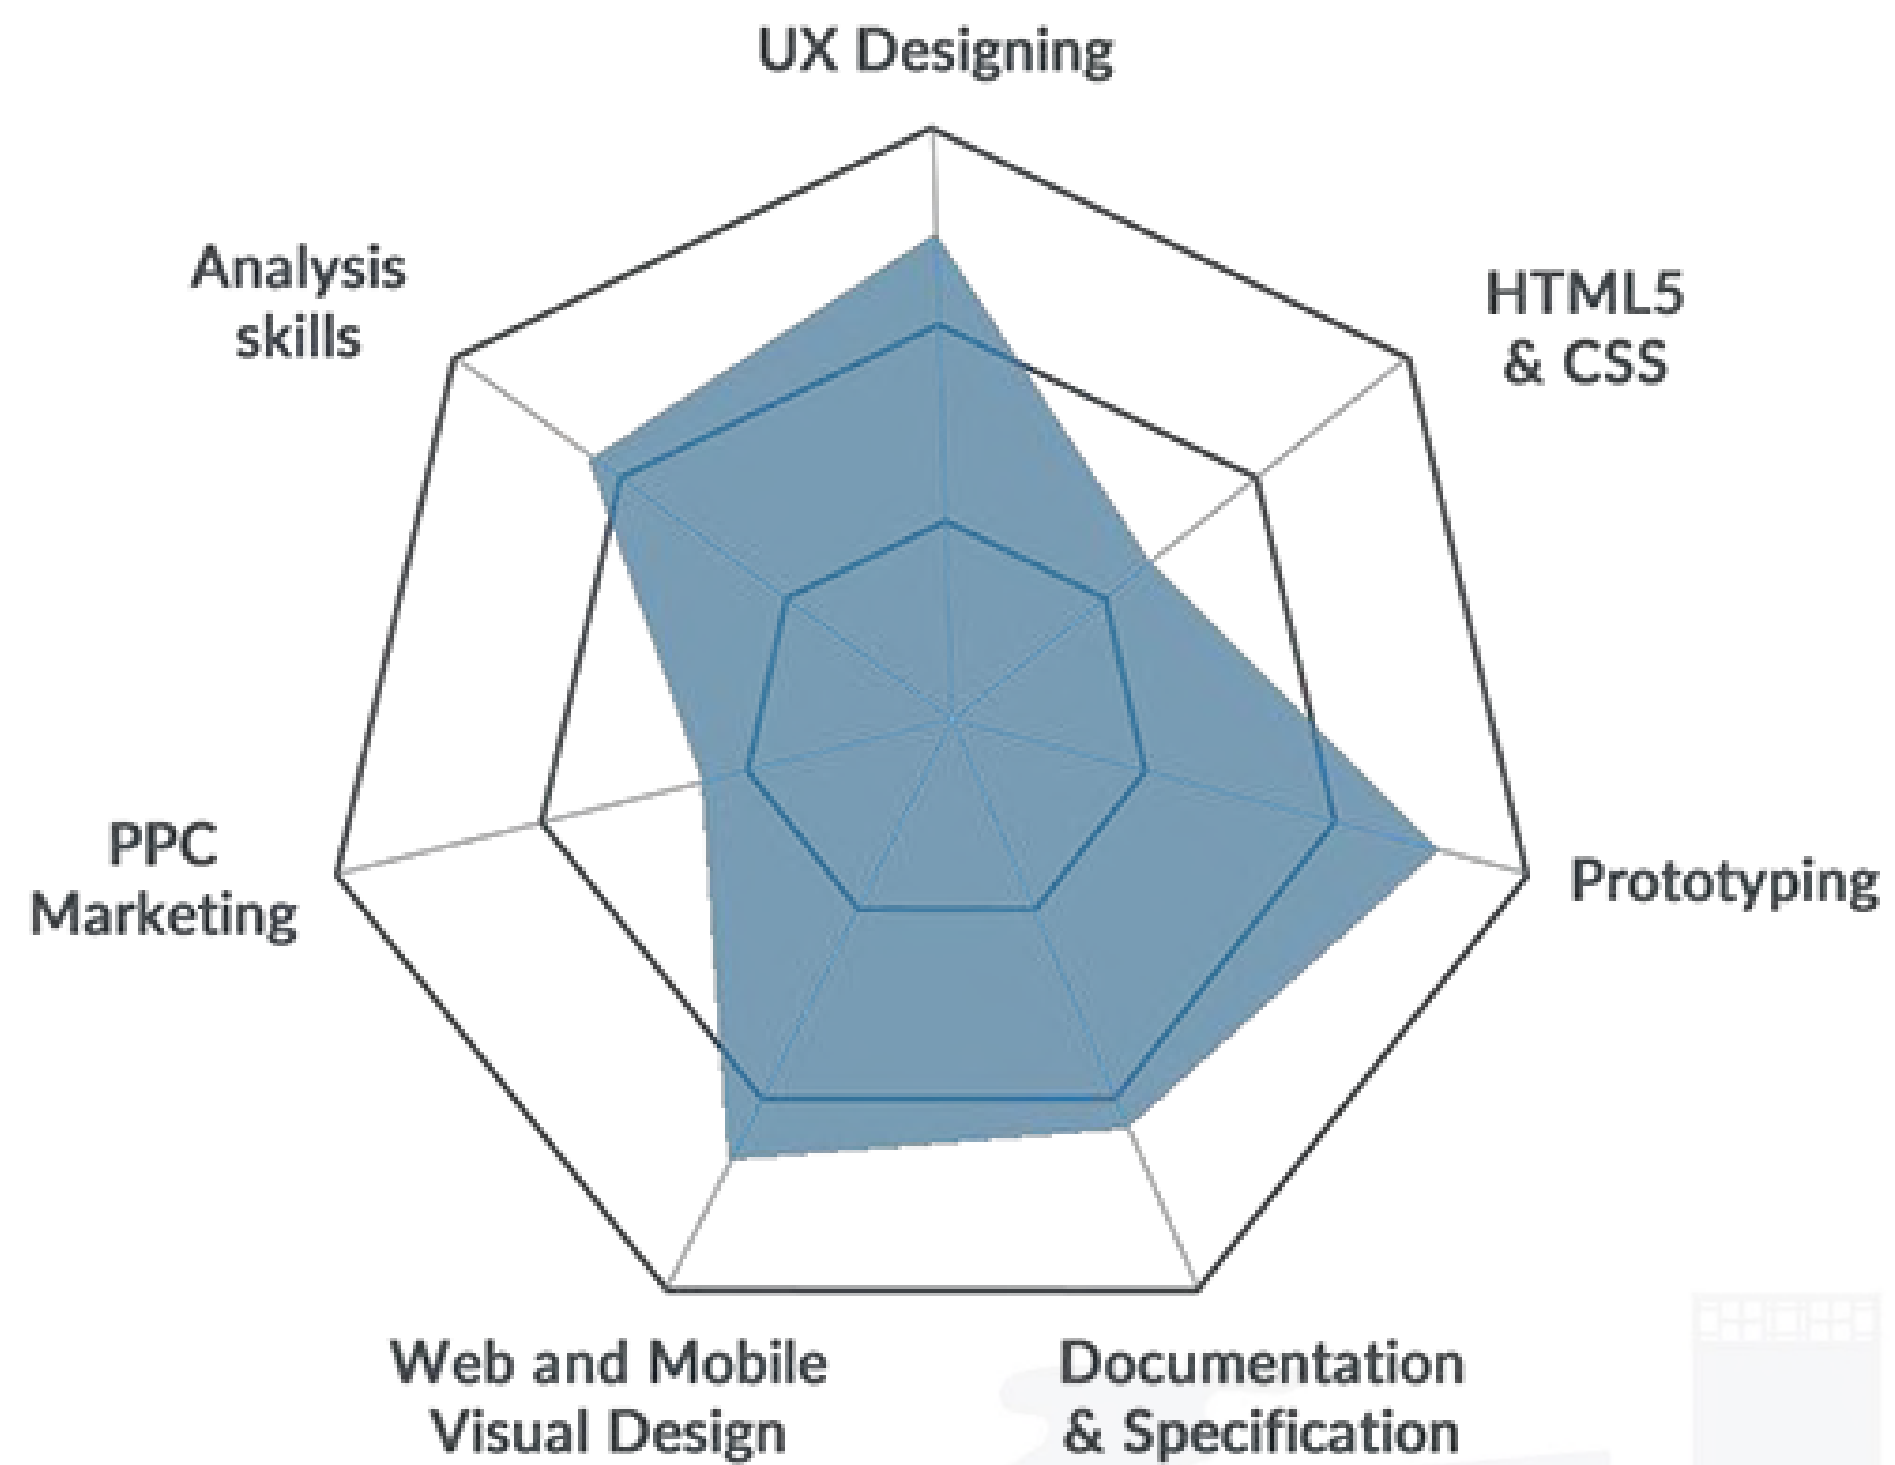 UX Designing
HTML5
& CSS
Prototyping
Documentation
& Specification
Web and Mobile
Visual Design
PPC
Marketing
Analysis
skills